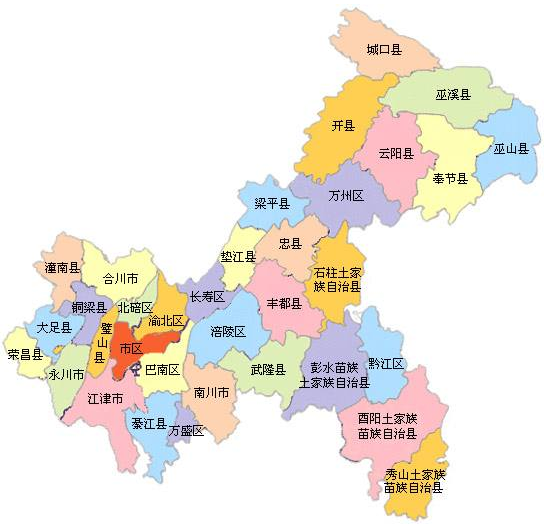 城口县
巫溪县
开县
云阳县
奉节县
巫山县
万州区
梁平县
忠县
垫江县
石柱土家
族自治县
潼南县
合川市
长寿区
丰都县
铜梁县
北碚区
渝北区
大足县
璧
山
县
市区
涪陵区
荣昌县
永川市
巴南区
南川市
武隆县
彭水苗族
土家族自治县
黔江区
江津市
綦江县
万盛区
酉阳土家族
苗族自治县
秀山土家族
苗族自治县